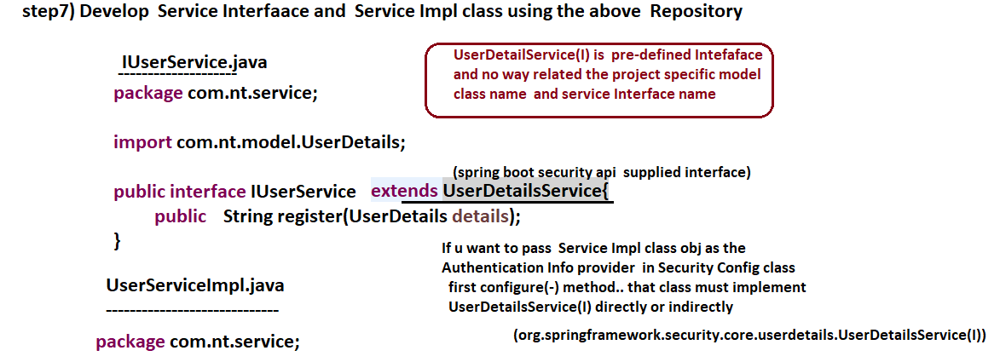 step7) Develop Service Interfaace and Service Impl class using the above Repository
IUserService.java
--------------------
package com.nt.service;
UserDetailService(I) is pre-defined Intefaface
and no way related the project specific model
class name and service Interface name
import com.nt.model.UserDetails;
(spring boot security api supplied interface)
public interface IUserService extends UserDetailsService{
public String register(UserDetails details);
}
If u want to pass Service Impl class obj as the
Authentication Info provider in Security Config class
first configure(-) method.. that class must implement
UserDetailsService(I) directly or indirectly
(org.springframework.security.core.userdetails.UserDetailsService(I))
UserServiceImpl.java
-----------------------------
package com.nt.service;